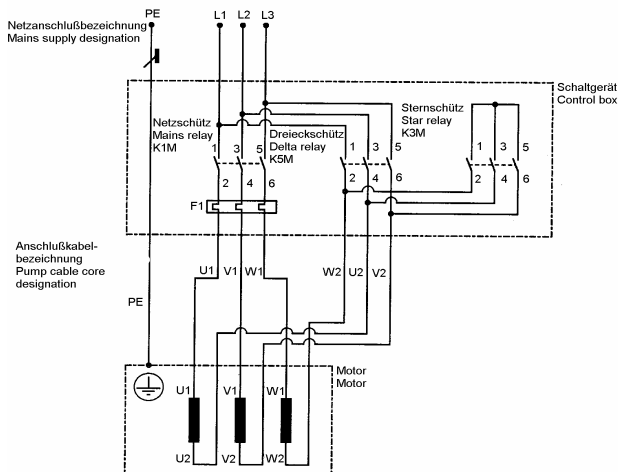 PE
L1 L2 L3
Netzanschlußbezeichnung
Mains supply designation
Schaltgerät
Control box
Netzschütz
Mains relay
K1M
Dreieckschütz
Delta relay
K5M
Sternschütz
Star relay
K3M
1 3 5
2 4 6
1 3 5
2 4 6
1 3 5
2 4 6
F1
Anschlußkabel-
bezeichnung
Pump cable core
designation
U1 V1 W1
W2 U2 V2
PE
Motor
Motor
U1 V1 W1
U2 V2 W2